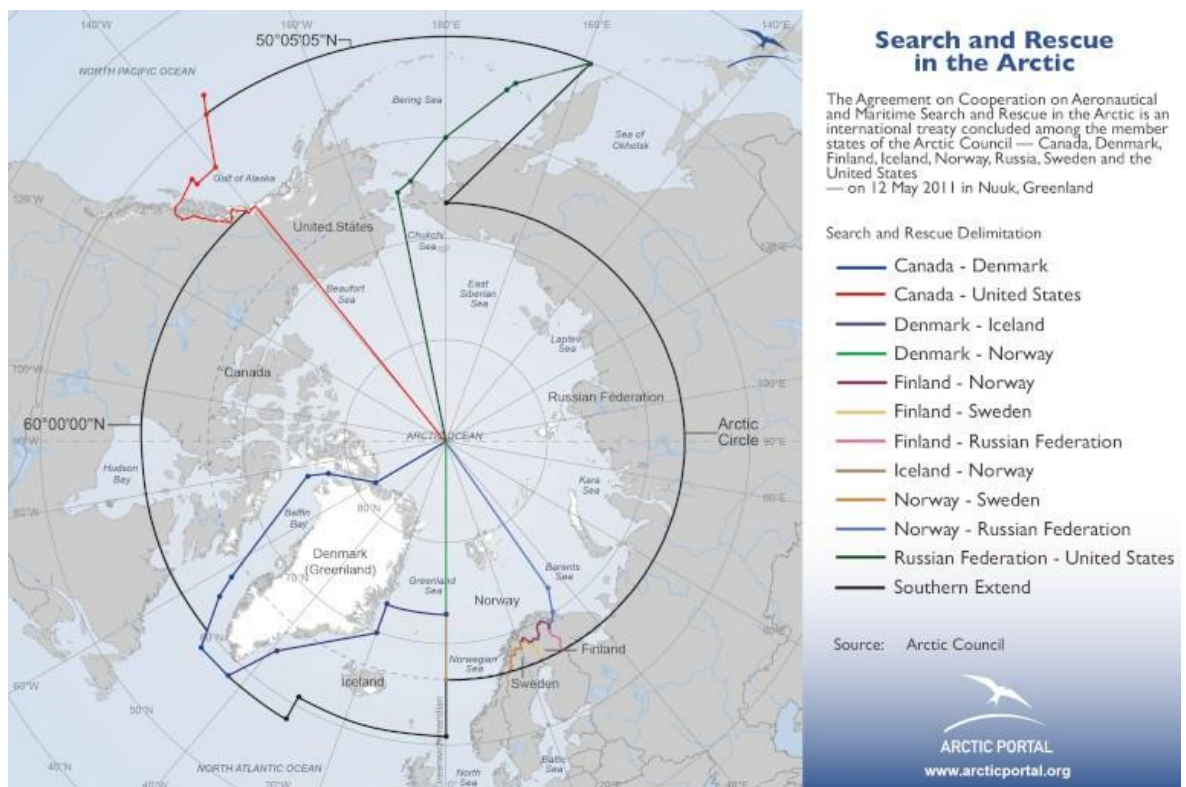 140°W
160°W
180°E
160°E
140°E
50°05'05"N
NORTH PACIFIC OCEAN
Bering Sea
Sea of
Okhotsk
Gulf of Alaska
120°W
United States
Chukchi
Sea
120°E
Beaufort
Sea
East
Siberian
Sea
Laptev
Sea
100°W
Canada
Russian Federation
100°E
60°00'00"N
ARCTIC OCEAN
Arctic
Circle
80°E
Hudson
Bay
Kara
Sea
80°W
80°N
Baffin
Bay
Denmark
(Greenland)
70°N
Greenland
Sea
Barents
Sea
Norway
60°N
Finland
Norwegian
Sea
Sweden
Iceland
60°W
50°N
40°N
NORTH ATLANTIC OCEAN
North
Sea
Baltic
Sea
0°
20°E
Search and Rescue
in the Arctic
The Agreement on Cooperation on Aeronautical
and Maritime Search and Rescue in the Arctic is an
international treaty concluded among the member
states of the Arctic Council — Canada, Denmark,
Finland, Iceland, Norway, Russia, Sweden and the
United States
— on 12 May 2011 in Nuuk, Greenland
Search and Rescue Delimitation
Canada - Denmark
Canada - United States
Denmark - Iceland
Denmark - Norway
Finland - Norway
Finland - Sweden
Finland - Russian Federation
Iceland - Norway
Norway - Sweden
Norway - Russian Federation
Russian Federation - United States
Southern Extend
Source: Arctic Council
ARCTIC PORTAL
www.arcticportal.org